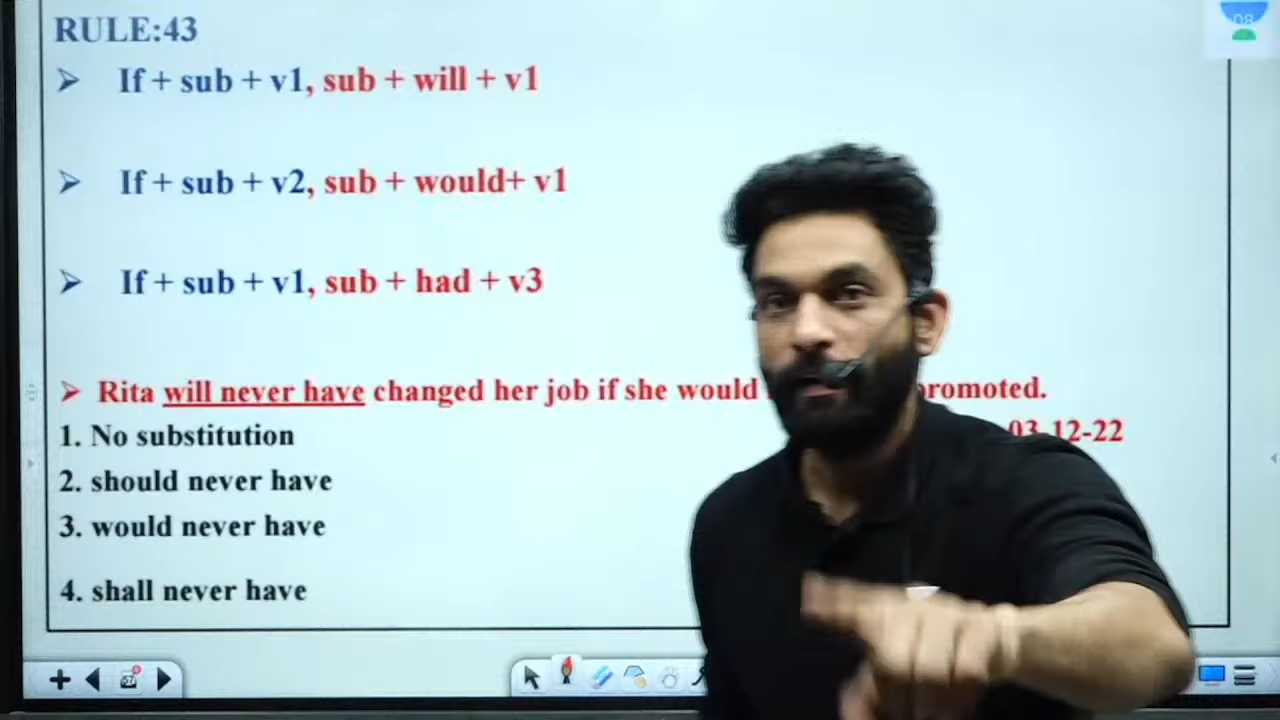 RULE:43
08
➢ If + sub + v1, sub + will + v1
➢ If + sub + v2, sub + would+ v1
➢ If + sub + v1, sub + had + v3
➢ Rita will never have changed her job if she would promoted.
03-12-22
1. No substitution
2. should never have
3. would never have
4. shall never have